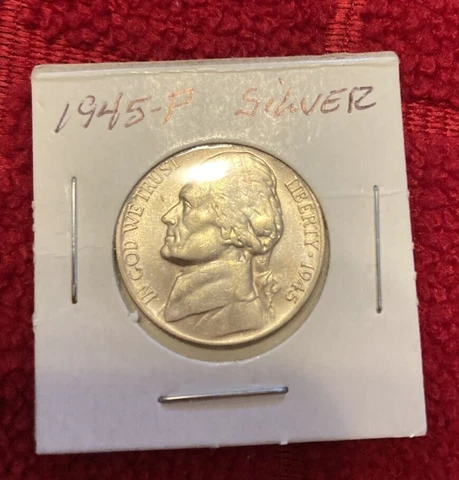 1945-P SILVER
IN GOD WE TRUST
LIBERTY · 1945